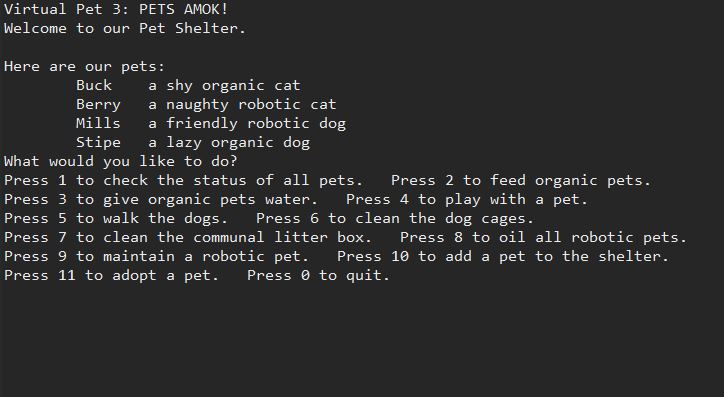 Virtual Pet 3: PETS AMOK!
Welcome to our Pet Shelter.
Here are our pets:
Buck a shy organic cat
Berry a naughty robotic cat
Mills a friendly robotic dog
Stipe a lazy organic dog
What would you like to do?
Press 1 to check the status of all pets. Press 2 to feed organic pets.
Press 3 to give organic pets water. Press 4 to play with a pet.
Press 5 to walk the dogs. Press 6 to clean the dog cages.
Press 7 to clean the communal litter box. Press 8 to oil all robotic pets.
Press 9 to maintain a robotic pet. Press 10 to add a pet to the shelter.
Press 11 to adopt a pet. Press 0 to quit.